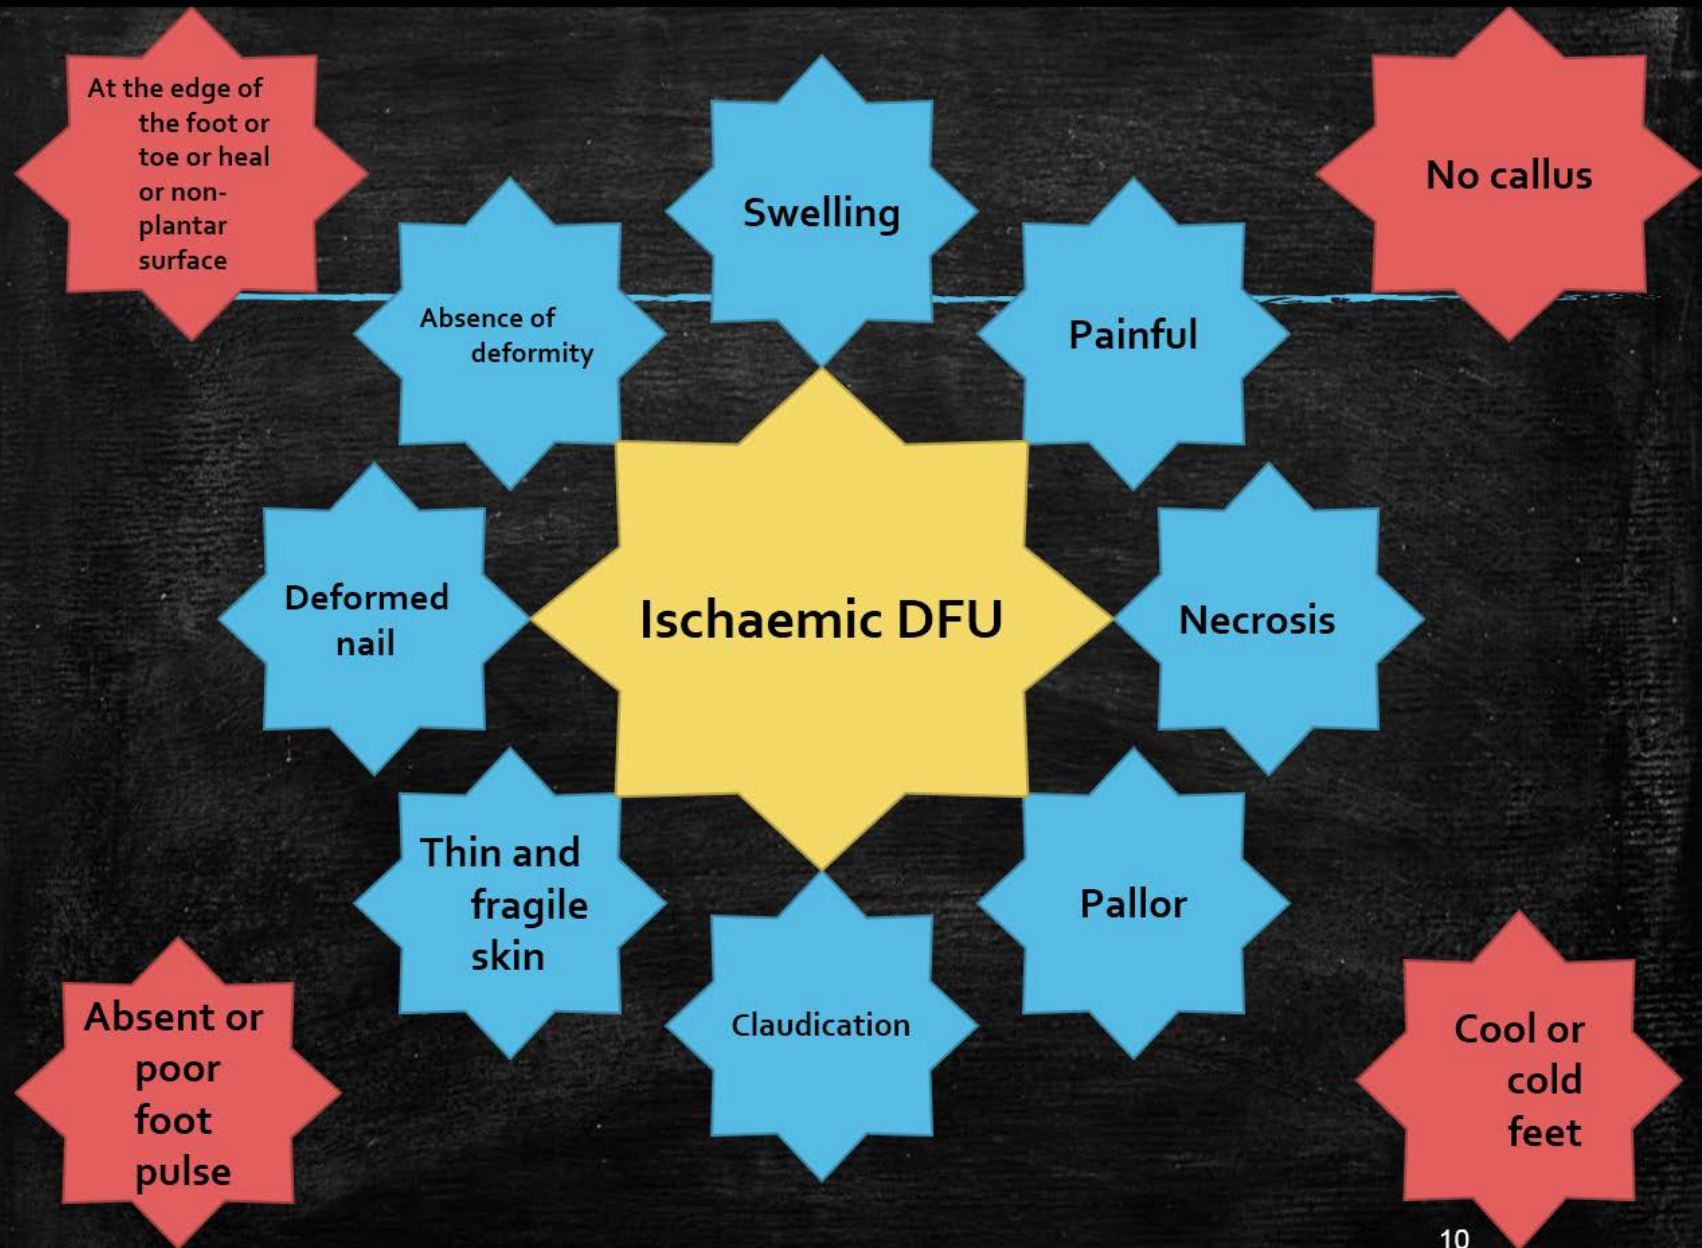 At the edge of
the foot or
toe or heal
or non-
plantar
surface
Swelling
No callus
Absence of
deformity
Painful
Deformed
nail
Ischaemic DFU
Necrosis
Thin and
fragile
skin
Pallor
Claudication
Absent or
poor
foot
pulse
Cool or
cold
feet
10